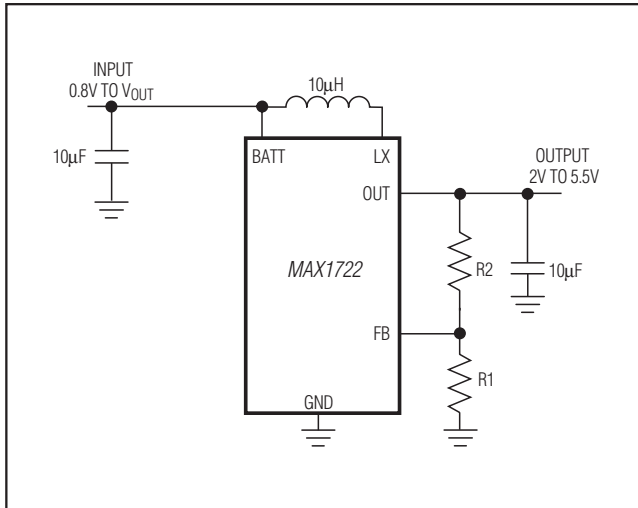 INPUT
0.8V TO VOUT
10μH
10μF
BATT
LX
OUTPUT
2V TO 5.5V
OUT
MAX1722
R2
10μF
FB
R1
GND